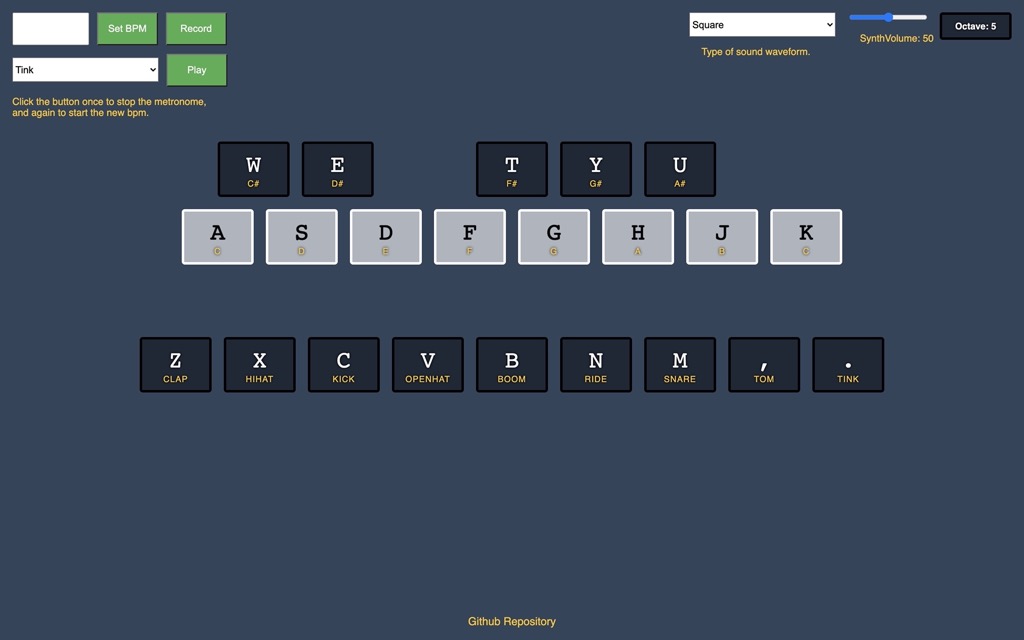 Set BPM
Record
Tink
Play
Click the button once to stop the metronome,
and again to start the new bpm.
Square
Type of sound waveform.
SynthVolume: 50
Octave: 5
W E T Y U
C# D# F# G# A#
A S D F G H J K
C D E F G A B C
Z X C V B N M , .
CLAP HIHAT KICK OPENHAT BOOM RIDE SNARE TOM TINK
Github Repository